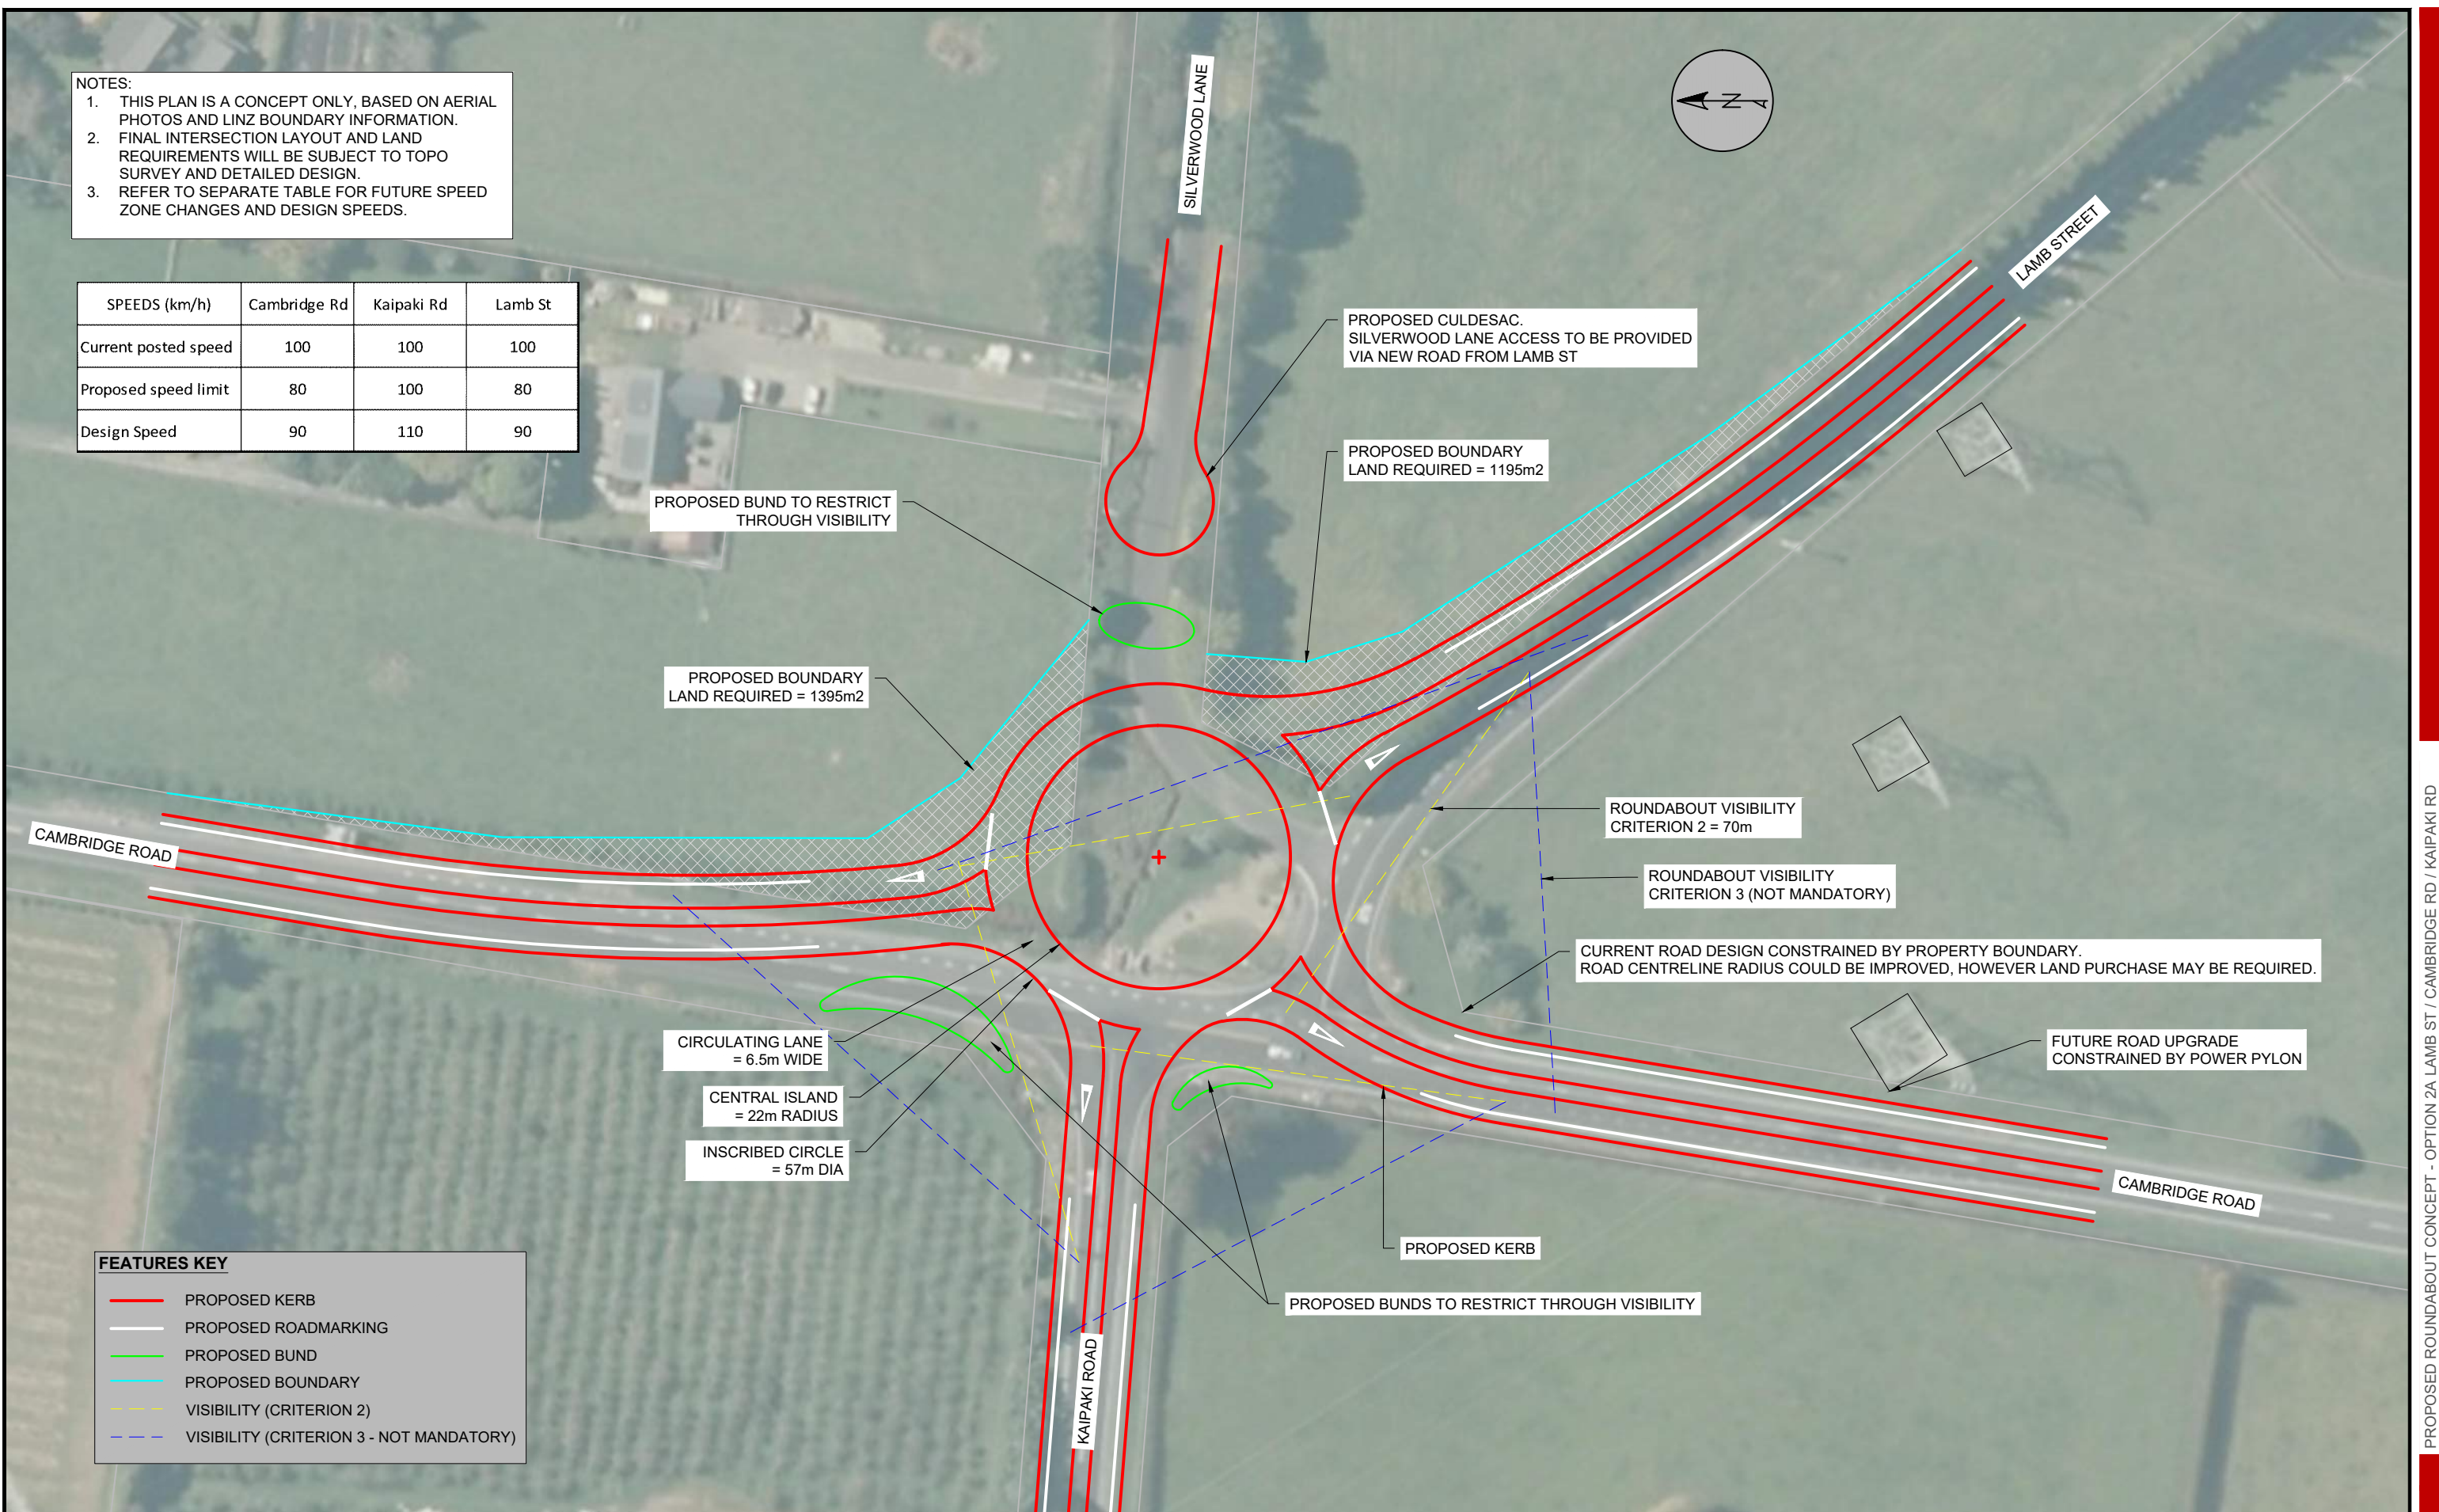 NOTES:
1. THIS PLAN IS A CONCEPT ONLY, BASED ON AERIAL
PHOTOS AND LINZ BOUNDARY INFORMATION.
2. FINAL INTERSECTION LAYOUT AND LAND
REQUIREMENTS WILL BE SUBJECT TO TOPO
SURVEY AND DETAILED DESIGN.
3. REFER TO SEPARATE TABLE FOR FUTURE SPEED
ZONE CHANGES AND DESIGN SPEEDS.
SPEEDS (km/h) Cambridge Rd Kaipaki Rd Lamb St
Current posted speed 100 100 100
Proposed speed limit 80 100 80
Design Speed 90 110 90
SILVERWOOD LANE
N
LAMB STREET
PROPOSED CULDESAC.
SILVERWOOD LANE ACCESS TO BE PROVIDED
VIA NEW ROAD FROM LAMB ST
PROPOSED BOUNDARY
LAND REQUIRED = 1195m2
PROPOSED BUND TO RESTRICT
THROUGH VISIBILITY
PROPOSED BOUNDARY
LAND REQUIRED = 1395m2
CAMBRIDGE ROAD
ROUNDABOUT VISIBILITY
CRITERION 2 = 70m
ROUNDABOUT VISIBILITY
CRITERION 3 (NOT MANDATORY)
CURRENT ROAD DESIGN CONSTRAINED BY PROPERTY BOUNDARY.
ROAD CENTRELINE RADIUS COULD BE IMPROVED, HOWEVER LAND PURCHASE MAY BE REQUIRED.
CIRCULATING LANE
= 6.5m WIDE
CENTRAL ISLAND
= 22m RADIUS
INSCRIBED CIRCLE
= 57m DIA
FUTURE ROAD UPGRADE
CONSTRAINED BY POWER PYLON
CAMBRIDGE ROAD
PROPOSED KERB
PROPOSED BUNDS TO RESTRICT THROUGH VISIBILITY
KAIPAKI ROAD
FEATURES KEY
PROPOSED KERB
PROPOSED ROADMARKING
PROPOSED BUND
PROPOSED BOUNDARY
VISIBILITY (CRITERION 2)
VISIBILITY (CRITERION 3 - NOT MANDATORY)
PROPOSED ROUNDABOUT CONCEPT - OPTION 2A LAMB ST / CAMBRIDGE RD / KAIPAKI RD